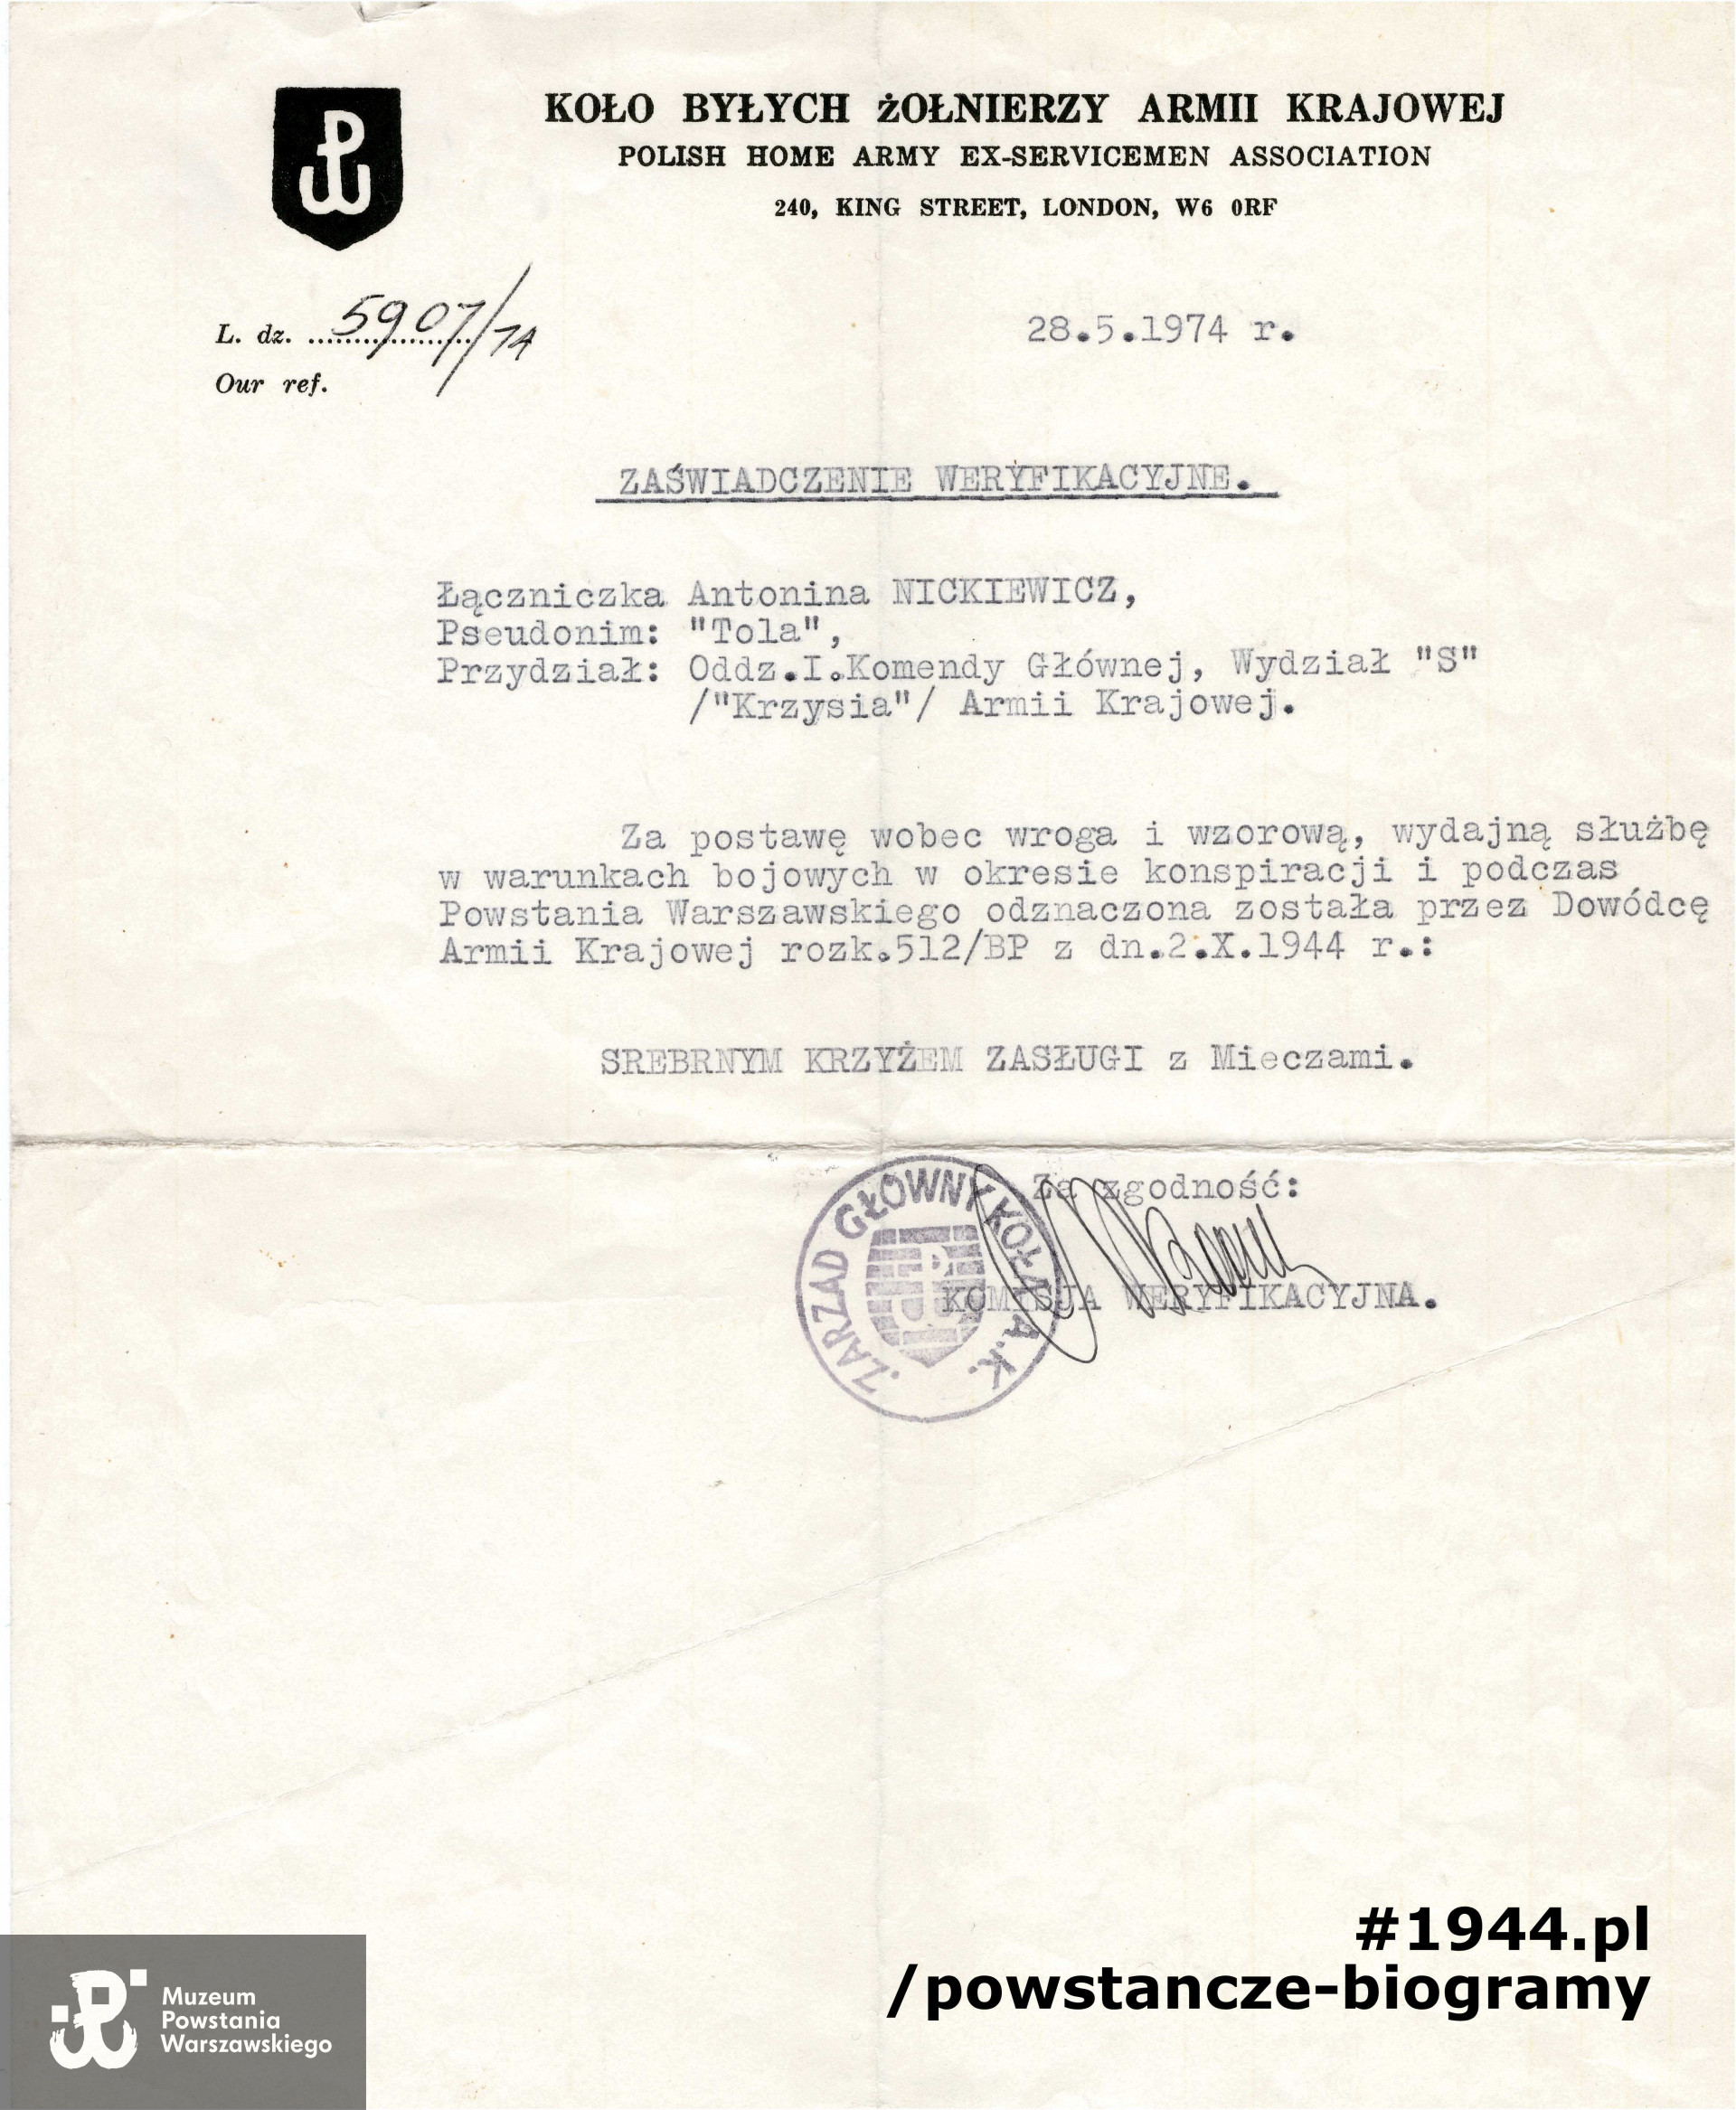 KOŁO BYŁYCH ŻOŁNIERZY ARMII KRAJOWEJ
POLISH HOME ARMY EX-SERVICEMEN ASSOCIATION
240, KING STREET, LONDON, W6 0RF
L. dz. 5907/74
Our ref.
28.5.1974 r.
ZAŚWIADCZENIE WERYFIKACYJNE.
Łączniczka Antonina NICKIEWICZ,
Pseudonim: "Tola",
Przydział: Oddz.I.Komendy Głównej, Wydział "S"
/"Krzysia"/ Armii Krajowej.
Za postawę wobec wroga i wzorową, wydajną służbę
w warunkach bojowych w okresie konspiracji i podczas
Powstania Warszawskiego odznaczona została przez Dowódcę
Armii Krajowej rozk.512/BP z dn.2.X.1944 r.:
SREBRNYM KRZYŻEM ZASŁUGI z Mieczami.
Za zgodność:
KOMISJA WERYFIKACYJNA.
ZARZAD GŁÓWNY KOŁA A.K.
#1944.pl
/powstancze-biogramy
Muzeum
Powstania
Warszawskiego